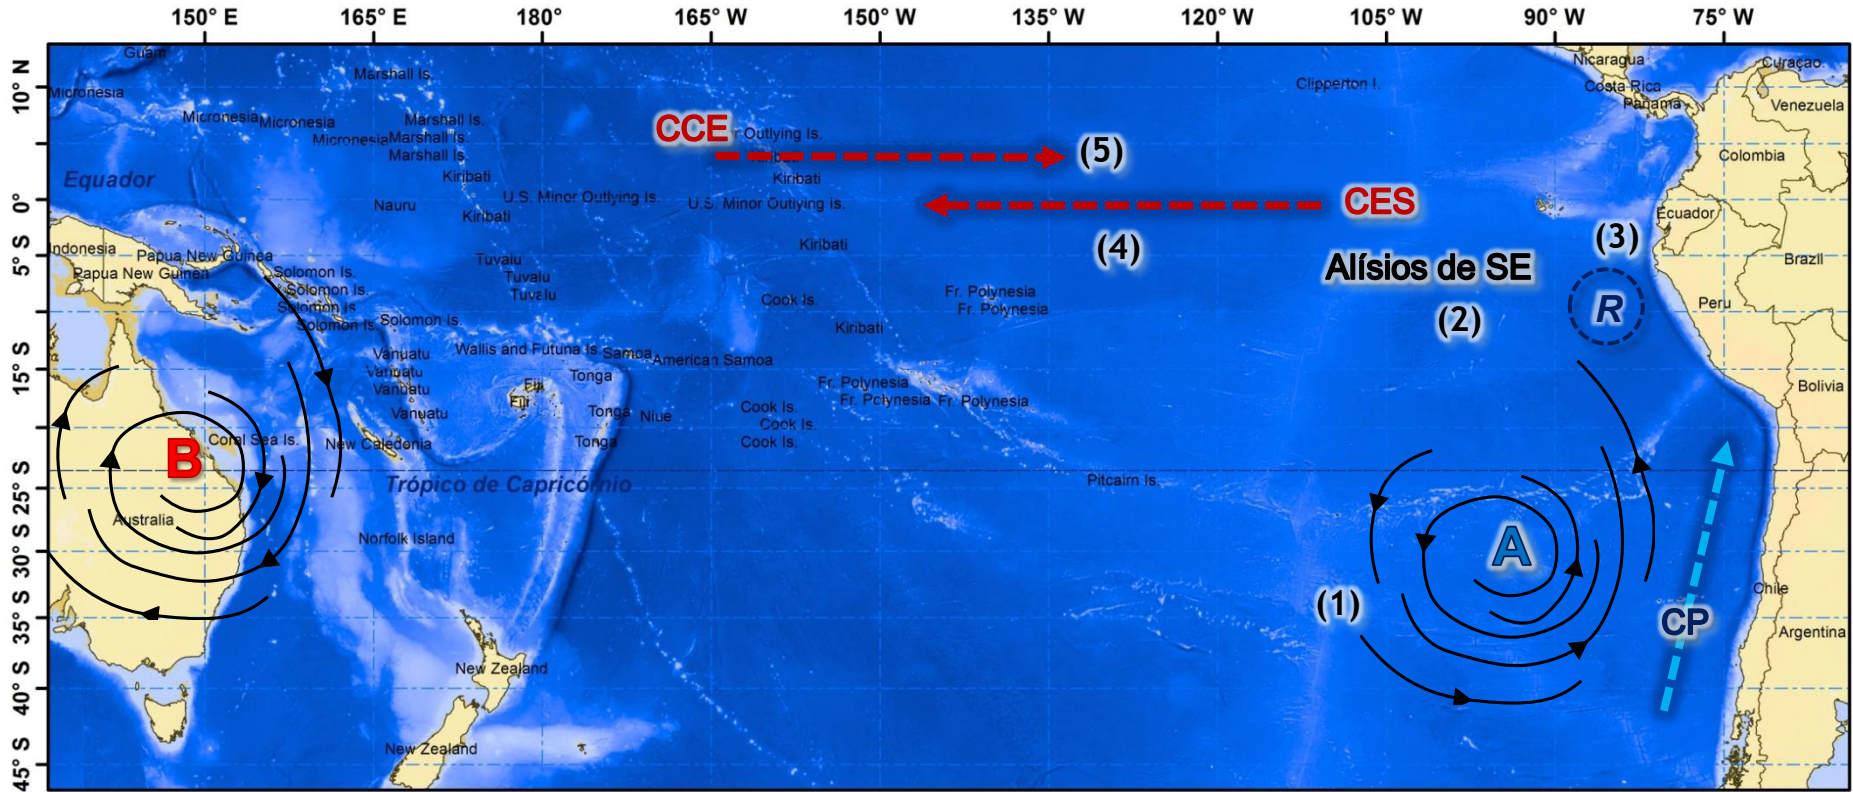 150° E 165° E 180° 165° W 150° W 135° W 120° W 105° W 90° W 75° W
10° N
0°
5° S
15° S
25° S
30° S
35° S
40° S
45° S
Guam
Marshall Is.
Clipperton I.
Nicaragua
Curaçao
Micronesia
Costa Rica
Panama
Venezuela
Micronesia
Micronesia
Marshall Is.
CCE
r Outlying Is.
Micronesia
Marshall Is.
Marshall Is.
Kiribati
(5)
Colombia
Equador
Kiribati
Kiribati
Nauru
U.S. Minor Outlying Is.
U.S. Minor Outlying Is.
CES
Kiribati
Ecuador
Indonesia
Papua New Guinea
Kiribati
(4)
(3)
Papua New Guinea
Solomon Is.
Tuvalu
Alísios de SE
Brazil
Solomon Is.
Tuvalu
Solomon Is.
Tuvalu
Cook Is.
Fr. Polynesia
Fr. Polynesia
(2)
R
Peru
Solomon Is.
Solomon Is.
Kiribati
Vanuatu
Wallis and Futuna Is.
Samoa
American Samoa
Vanuatu
Vanuatu
Fiji
Tonga
Fr. Polynesia
Bolivia
Fiji
Fr. Polynesia
Fr. Polynesia
Vanuatu
Tonga
Niue
Cook Is.
Cook Is.
Coral Sea Is.
New Caledonia
Tonga
Cook Is.
B
Trópico de Capricórnio
Pitcairn Is.
Australia
Norfolk Island
A
(1)
Chile
CP
Argentina
New Zealand
New Zealand